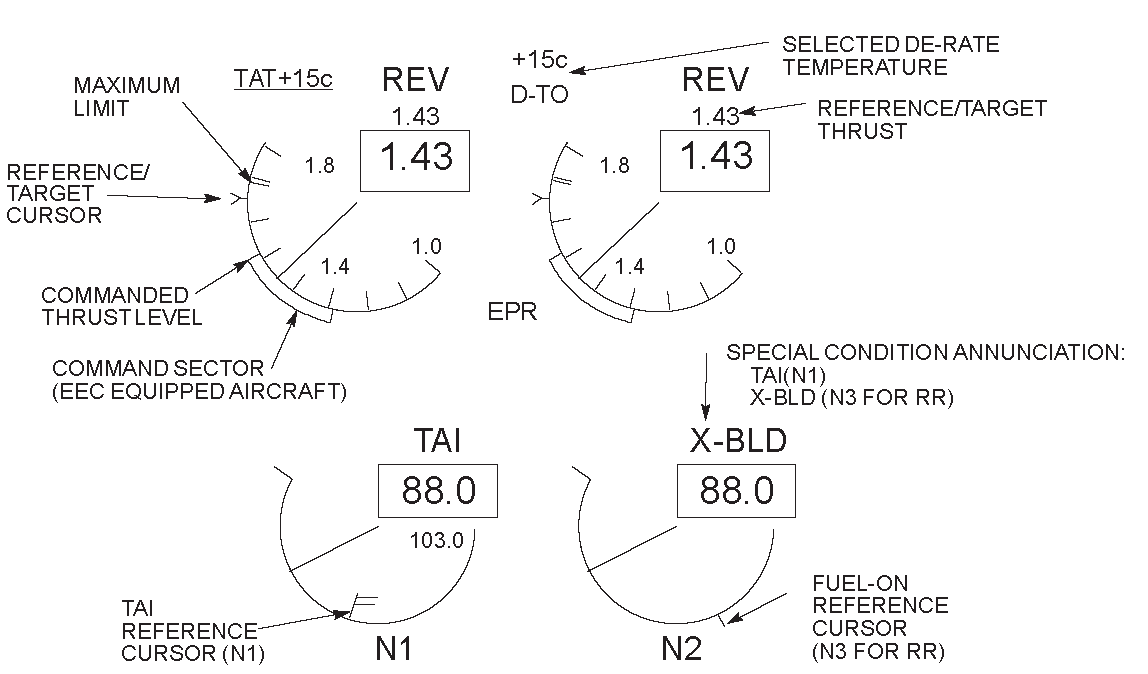 SELECTED DE-RATE
TEMPERATURE
+15c
D-TO
MAXIMUM
LIMIT
TAT+15c
REV
1.43
1.43
REV
1.43
1.43
REFERENCE/TARGET
THRUST
REFERENCE/
TARGET
CURSOR
1.8
1.4
1.0
1.8
1.4
1.0
EPR
COMMANDED
THRUST LEVEL
COMMAND SECTOR
(EEC EQUIPPED AIRCRAFT)
SPECIAL CONDITION ANNUNCIATION:
TAI(N1)
X-BLD (N3 FOR RR)
TAI
88.0
103.0
X-BLD
88.0
TAI
REFERENCE
CURSOR (N1)
N1
N2
FUEL-ON
REFERENCE
CURSOR
(N3 FOR RR)